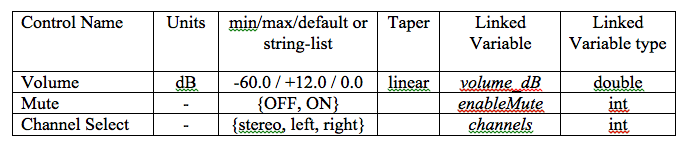 Control Name Units min/max/default or string-list Taper Linked Variable Linked Variable type
Volume dB -60.0 / +12.0 / 0.0 linear volume_dB double
Mute - {OFF, ON} enableMute int
Channel Select - {stereo, left, right} channels int